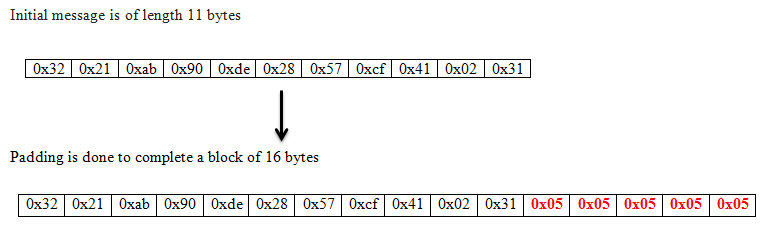 Initial message is of length 11 bytes
0x32 0x21 0xab 0x90 0xde 0x28 0x57 0xcf 0x41 0x02 0x31
Padding is done to complete a block of 16 bytes
0x32 0x21 0xab 0x90 0xde 0x28 0x57 0xcf 0x41 0x02 0x31 0x05 0x05 0x05 0x05 0x05